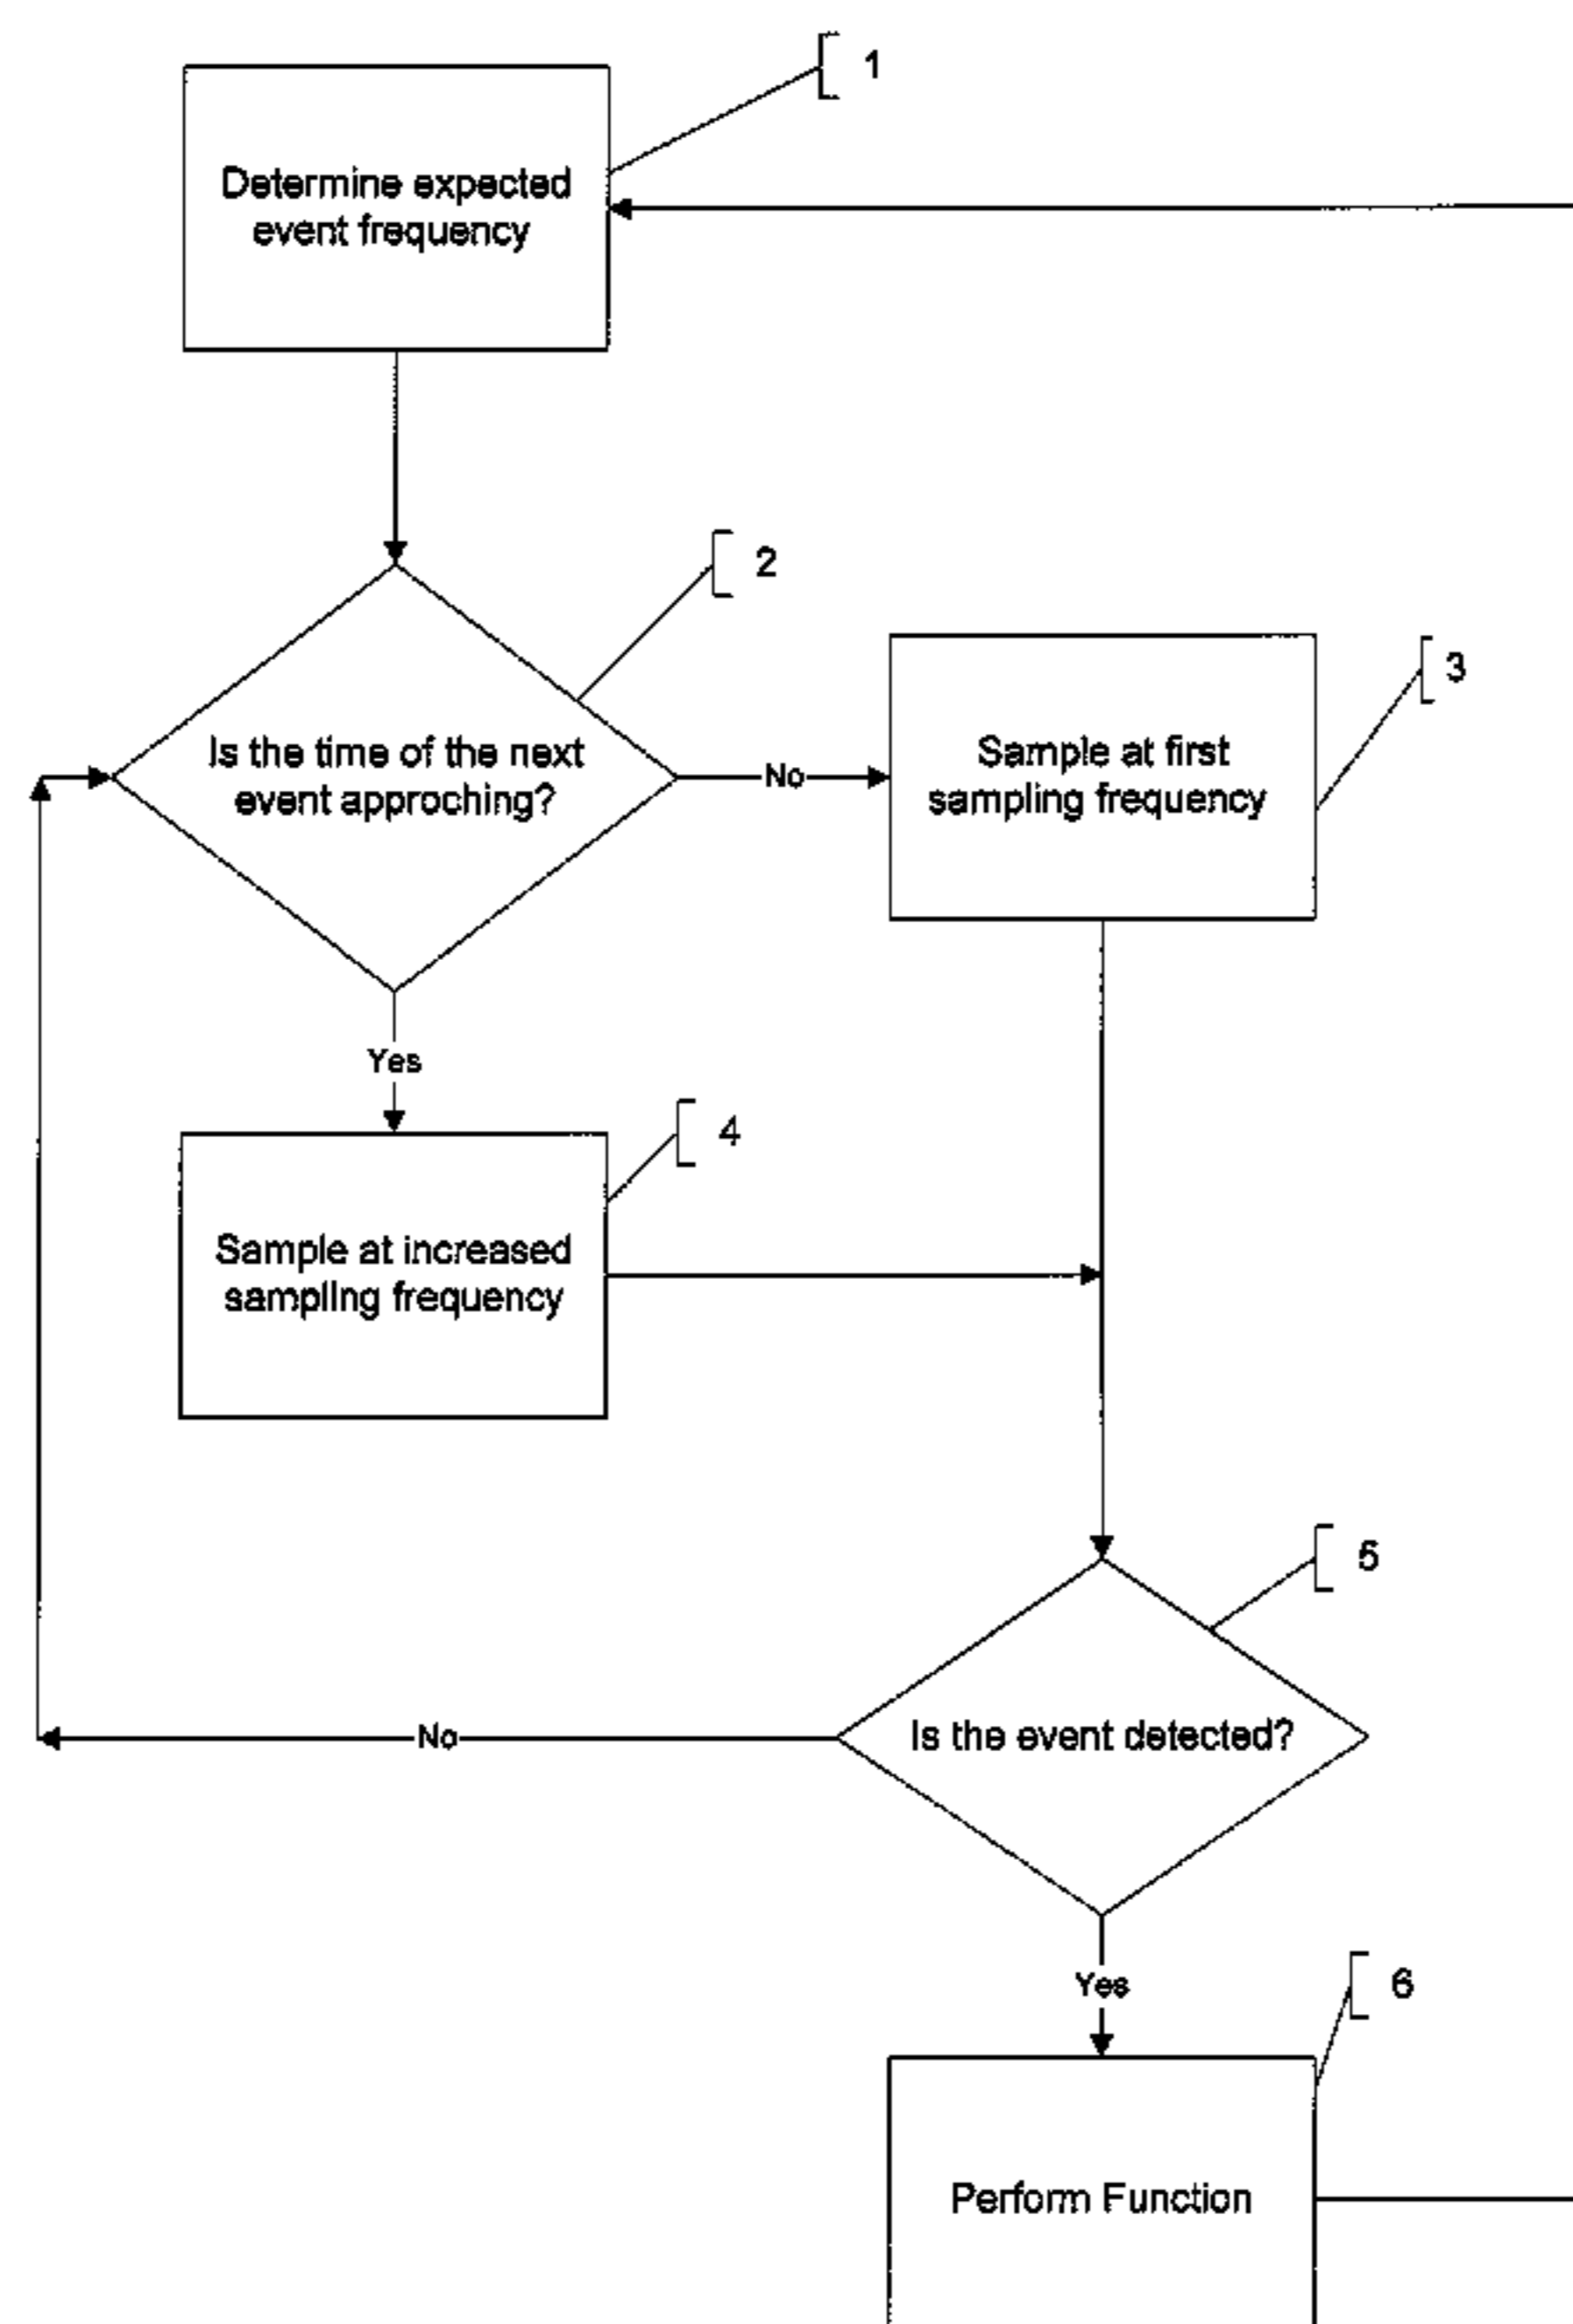 1
Determine expected
event frequency
2
Is the time of the next
event approching?
No
3
Sample at first
sampling frequency
Yes
4
Sample at increased
sampling frequency
5
Is the event detected?
No
Yes
6
Perform Function